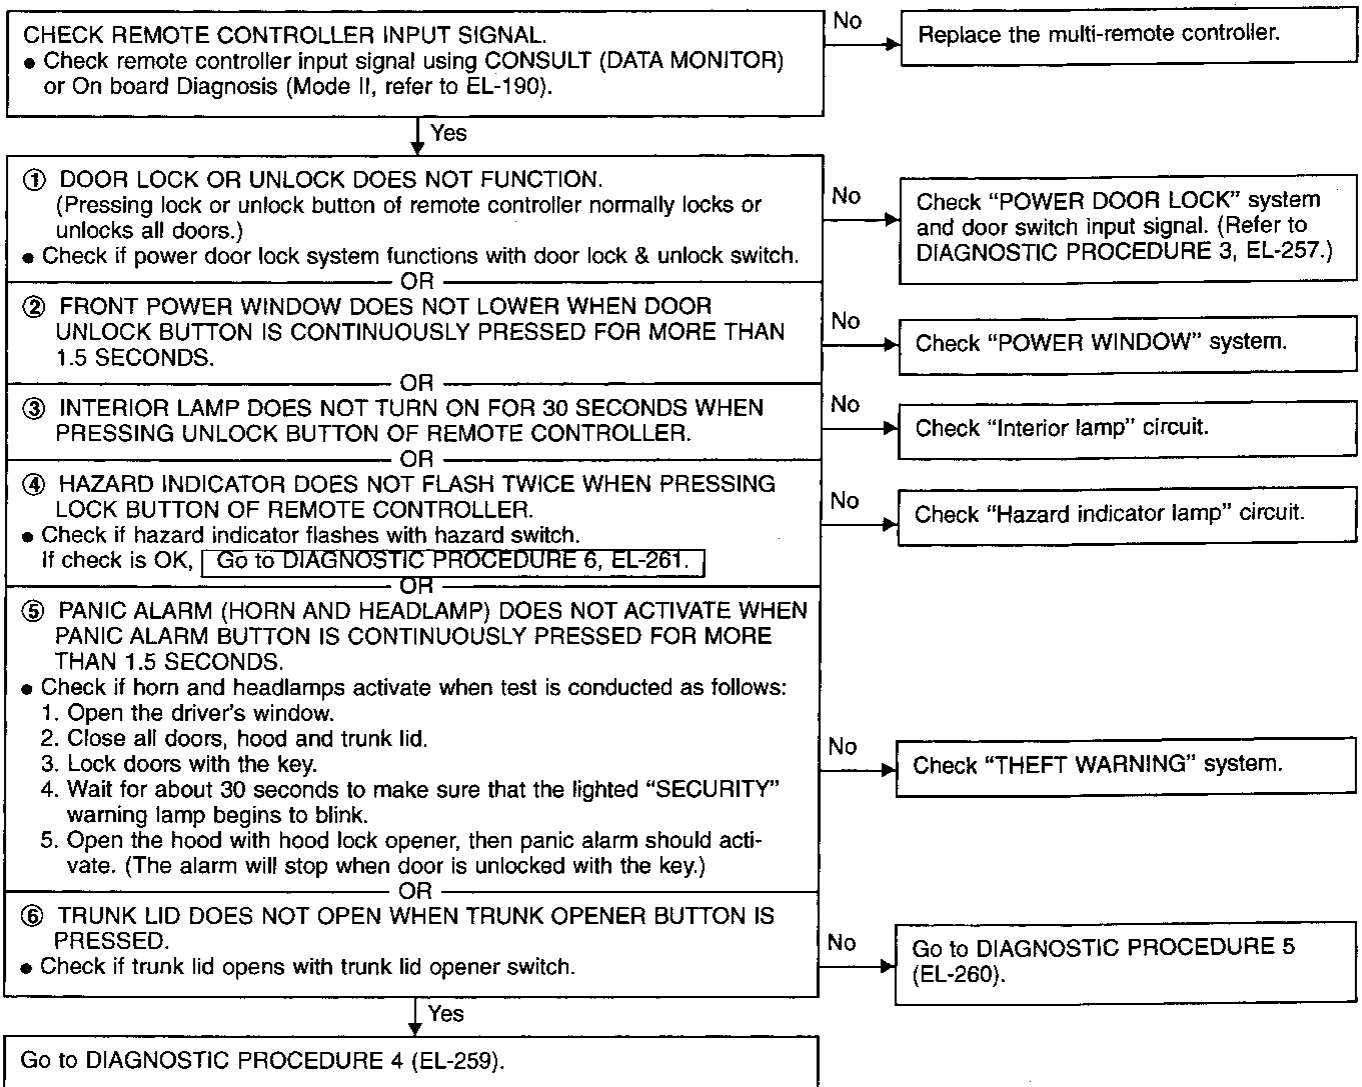 CHECK REMOTE CONTROLLER INPUT SIGNAL.
● Check remote controller input signal using CONSULT (DATA MONITOR)
or On board Diagnosis (Mode II, refer to EL-190).
No
Replace the multi-remote controller.
Yes
① DOOR LOCK OR UNLOCK DOES NOT FUNCTION.
(Pressing lock or unlock button of remote controller normally locks or
unlocks all doors.)
● Check if power door lock system functions with door lock & unlock switch.
No
Check "POWER DOOR LOCK" system
and door switch input signal. (Refer to
DIAGNOSTIC PROCEDURE 3, EL-257.)
OR
② FRONT POWER WINDOW DOES NOT LOWER WHEN DOOR
UNLOCK BUTTON IS CONTINUOUSLY PRESSED FOR MORE THAN
1.5 SECONDS.
No
Check "POWER WINDOW" system.
OR
③ INTERIOR LAMP DOES NOT TURN ON FOR 30 SECONDS WHEN
PRESSING UNLOCK BUTTON OF REMOTE CONTROLLER.
No
Check "Interior lamp" circuit.
OR
④ HAZARD INDICATOR DOES NOT FLASH TWICE WHEN PRESSING
LOCK BUTTON OF REMOTE CONTROLLER.
● Check if hazard indicator flashes with hazard switch.
If check is OK, Go to DIAGNOSTIC PROCEDURE 6, EL-261.
No
Check "Hazard indicator lamp" circuit.
OR
⑤ PANIC ALARM (HORN AND HEADLAMP) DOES NOT ACTIVATE WHEN
PANIC ALARM BUTTON IS CONTINUOUSLY PRESSED FOR MORE
THAN 1.5 SECONDS.
● Check if horn and headlamps activate when test is conducted as follows:
1. Open the driver's window.
2. Close all doors, hood and trunk lid.
3. Lock doors with the key.
4. Wait for about 30 seconds to make sure that the lighted "SECURITY"
warning lamp begins to blink.
5. Open the hood with hood lock opener, then panic alarm should acti-
vate. (The alarm will stop when door is unlocked with the key.)
No
Check "THEFT WARNING" system.
OR
⑥ TRUNK LID DOES NOT OPEN WHEN TRUNK OPENER BUTTON IS
PRESSED.
● Check if trunk lid opens with trunk lid opener switch.
No
Go to DIAGNOSTIC PROCEDURE 5
(EL-260).
Yes
Go to DIAGNOSTIC PROCEDURE 4 (EL-259).